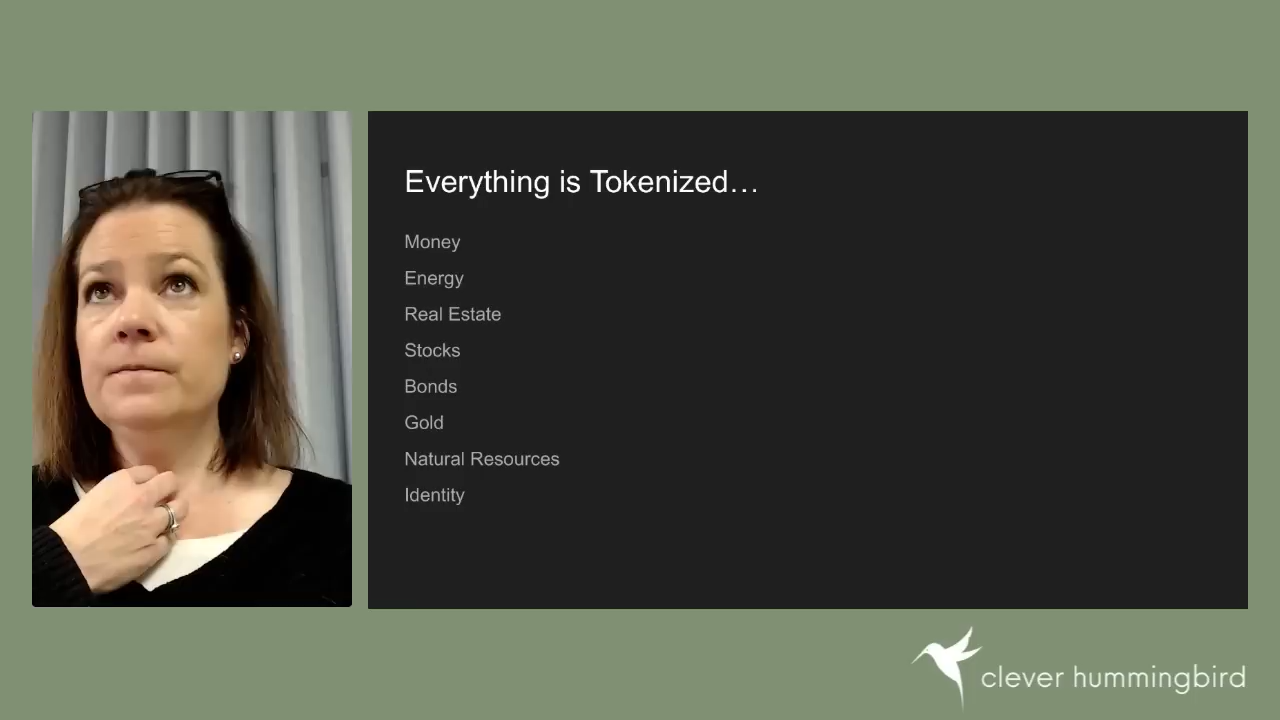 Everything is Tokenized…
Money
Energy
Real Estate
Stocks
Bonds
Gold
Natural Resources
Identity
clever hummingbird